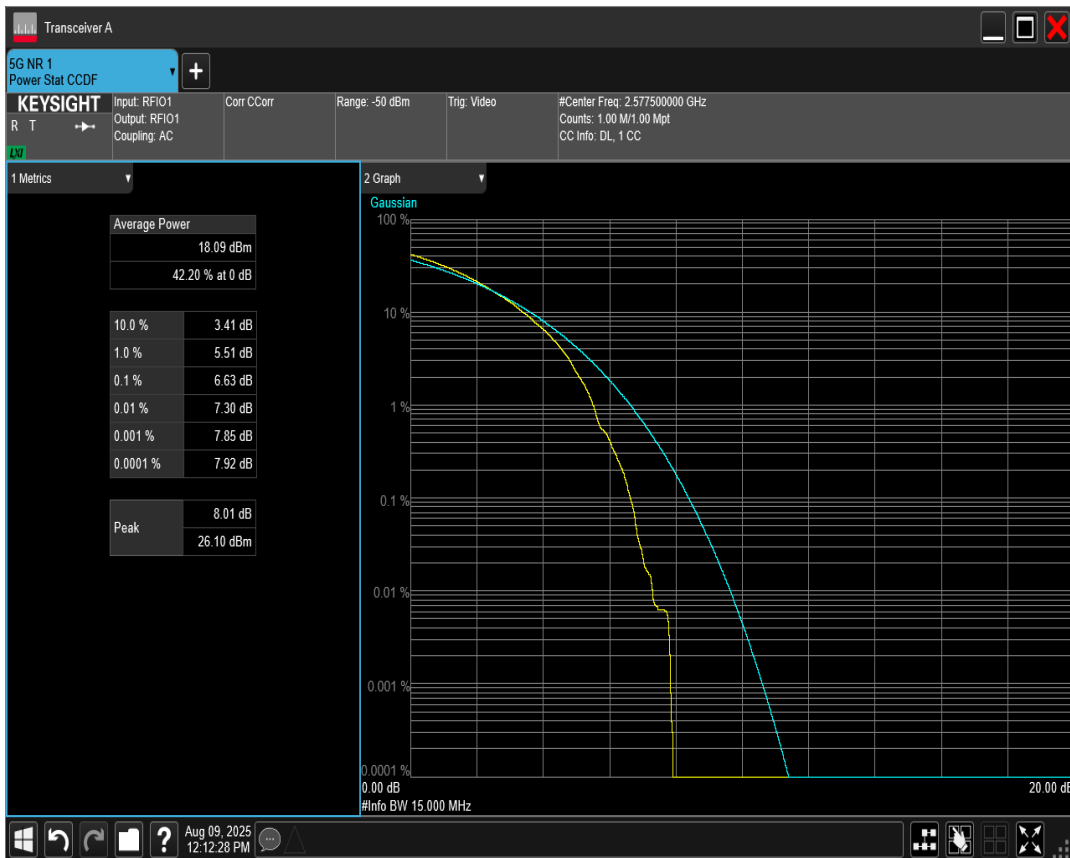 Transceiver A
5G NR 1
Power Stat CCDF
KEYSIGHT
R T
LXI
Input: RFIO1
Output: RFIO1
Coupling: AC
Corr CCorr
Range: -50 dBm
Trig: Video
#Center Freq: 2.577500000 GHz
Counts: 1.00 M/1.00 Mpt
CC Info: DL, 1 CC
1 Metrics
Average Power
18.09 dBm
42.20 % at 0 dB
10.0 % 3.41 dB
1.0 % 5.51 dB
0.1 % 6.63 dB
0.01 % 7.30 dB
0.001 % 7.85 dB
0.0001 % 7.92 dB
Peak 8.01 dB
26.10 dBm
2 Graph
Gaussian
100 %
10 %
1 %
0.1 %
0.01 %
0.001 %
0.0001 %
0.00 dB 20.00 dB
#Info BW 15.000 MHz
Aug 09, 2025
12:12:28 PM